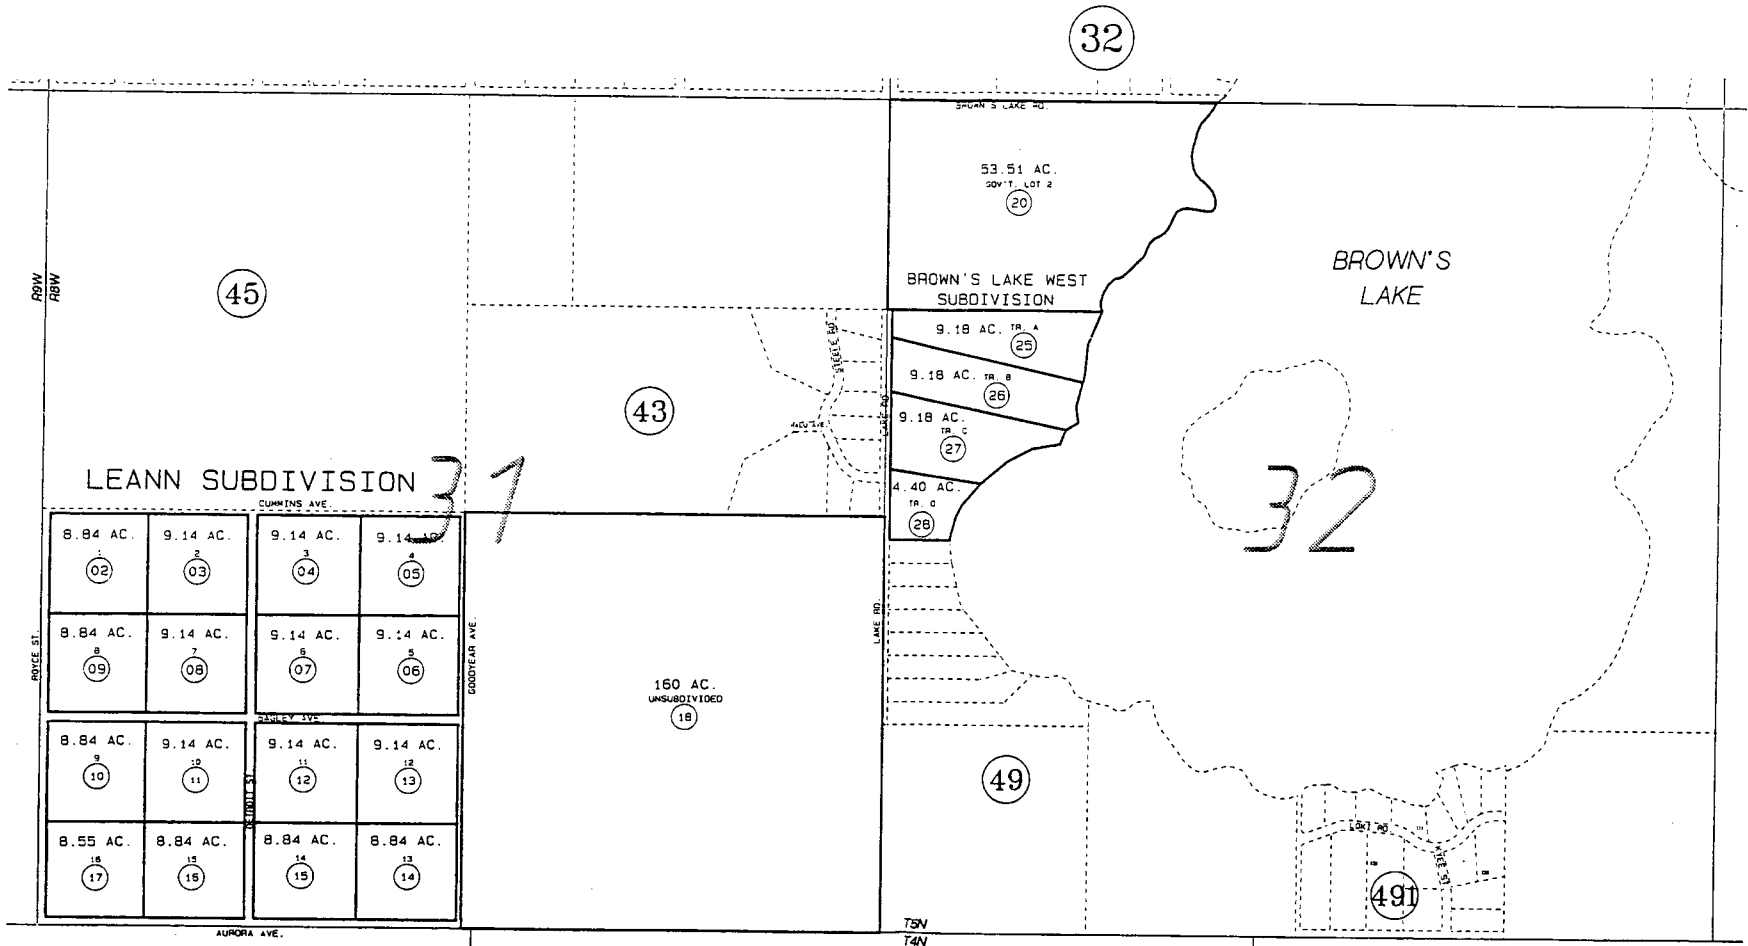 32
BROWN'S LAKE RD.
53.51 AC.
GOV'T. LOT 2
20
R9W
R8W
45
BROWN'S LAKE WEST
SUBDIVISION
BROWN'S
LAKE
9.18 AC. TR. A
25
STEELE RD
9.18 AC. TR. B
26
43
LAKE RD
9.18 AC.
TR. C
27
LEANN SUBDIVISION
31
32
CUMMINS AVE.
4.40 AC.
TR. D
28
8.84 AC.
1
02
9.14 AC.
2
03
9.14 AC.
3
04
9.14 AC.
4
05
ROYCE ST.
8.84 AC.
8
09
9.14 AC.
7
08
9.14 AC.
6
07
9.14 AC.
5
06
GOODYEAR AVE.
LAKE RD.
160 AC.
UNSUBDIVIDED
18
BAGLEY AVE
8.84 AC.
9
10
9.14 AC.
10
11
9.14 AC.
11
12
9.14 AC.
12
13
DETROIT ST.
49
8.55 AC.
16
17
8.84 AC.
15
16
8.84 AC.
14
15
8.84 AC.
13
14
LOKI RD.
491
AURORA AVE.
T5N
T4N